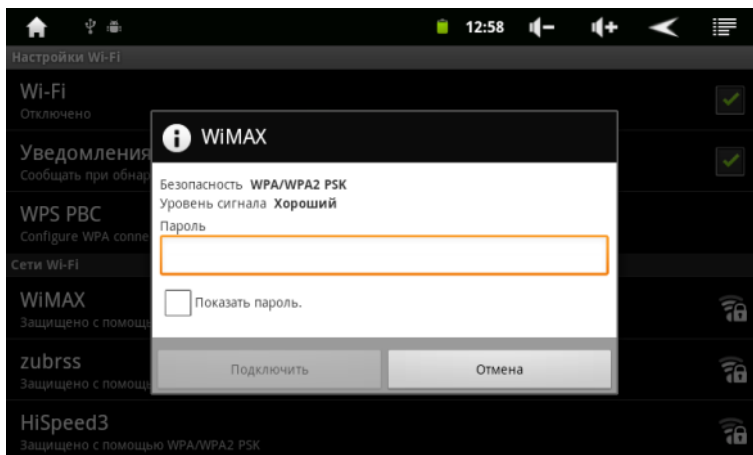 12:58
Настройки Wi-Fi
Wi-Fi
Отключено
Уведомления
Сообщать при обнар
WPS PBC
Configure WPA conne
Сети Wi-Fi
WiMAX
Защищено с помощь
zubrss
Защищено с помощь
HiSpeed3
Защищено с помощью WPA/WPA2 PSK
WiMAX
Безопасность WPA/WPA2 PSK
Уровень сигнала Хороший
Пароль
Показать пароль.
Подключить Отмена